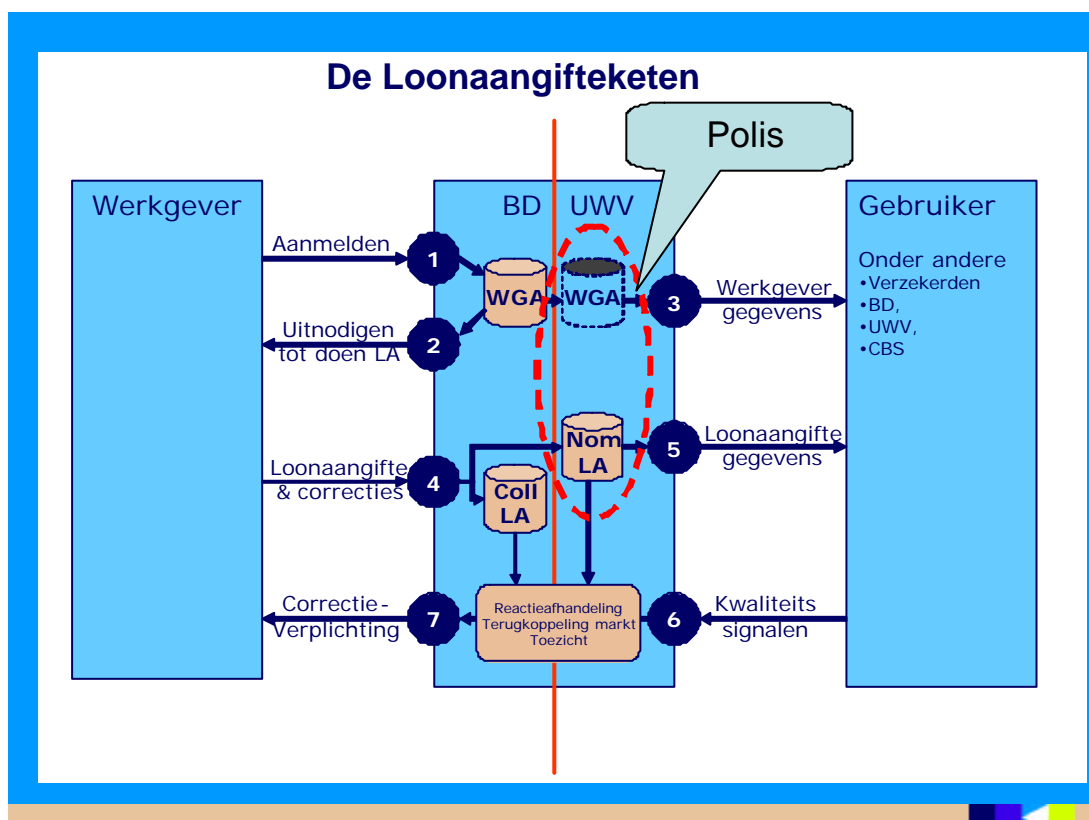 De Loonaangifteketen
Polis
Werkgever
BD
UWV
Gebruiker
Aanmelden
1
WGA
WGA
3
Werkgever
gegevens
Onder andere
•Verzekerden
•BD,
•UWV,
•CBS
Uitnodigen
tot doen LA
2
Loonaangifte
& correcties
4
Coll
LA
Nom
LA
5
Loonaangifte
gegevens
Correctie-
Verplichting
7
Reactieafhandeling
Terugkoppeling markt
Toezicht
6
Kwaliteits
signalen